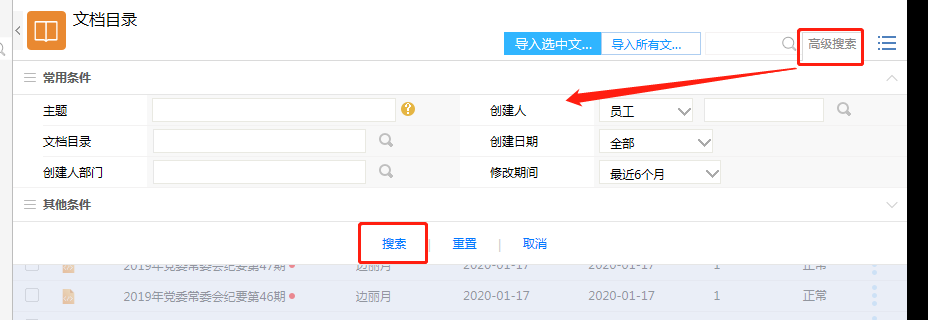 文档目录
导入选中文... 导入所有文... 高级搜索
常用条件
主题 ? 创建人 员工
文档目录 创建日期 全部
创建人部门 修改期间 最近6个月
其他条件
搜索 | 重置 | 取消
2019年党委常委会纪要第47期 边丽月 2020-01-17 2020-01-17 1 正常
2019年党委常委会纪要第46期 边丽月 2020-01-17 2020-01-17 1 正常